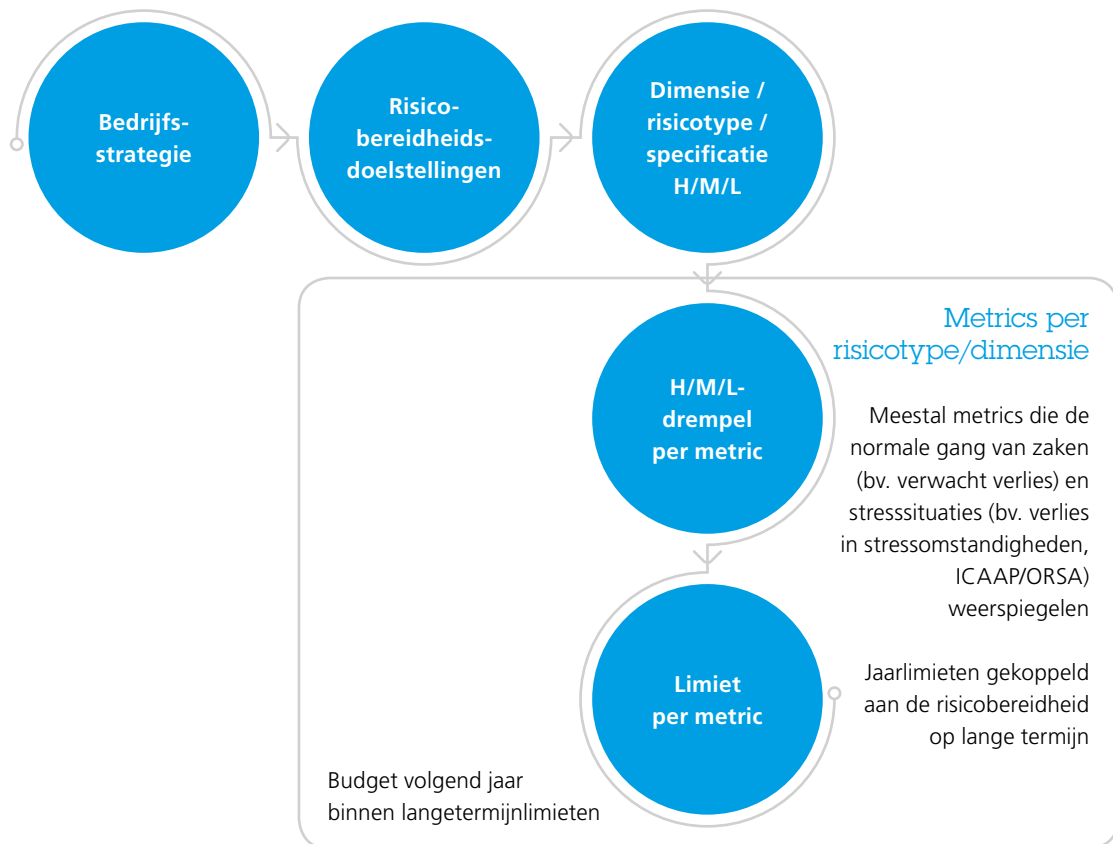 Bedrijfs-
strategie
Risico-
bereidheids-
doelstellingen
Dimensie /
risicotype /
specificatie
H/M/L
Metrics per
risicotype/dimensie
H/M/L-
drempel
per metric
Meestal metrics die de
normale gang van zaken
(bv. verwacht verlies) en
stresssituaties (bv. verlies
in stressomstandigheden,
ICAAP/ORSA)
weerspiegelen
Limiet
per metric
Jaarlimieten gekoppeld
aan de risicobereidheid
op lange termijn
Budget volgend jaar
binnen langetermijnlimieten